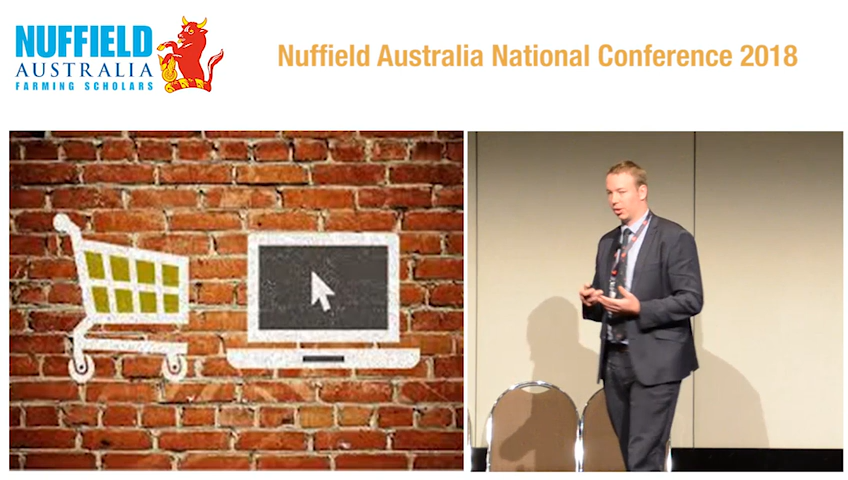 NUFFIELD
AUSTRALIA
FARMING SCHOLARS
Nuffield Australia National Conference 2018